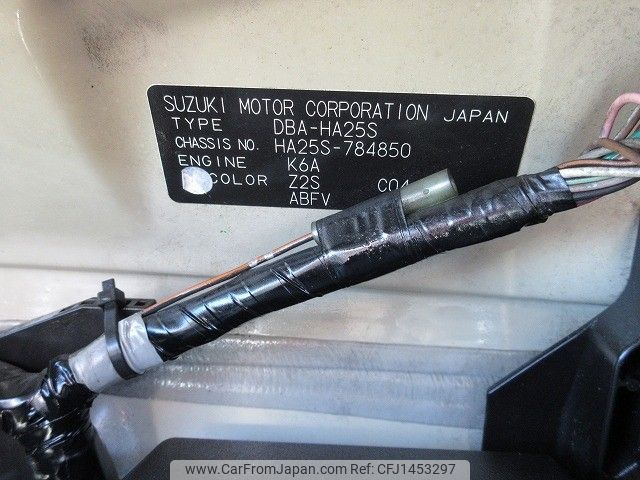 SUZUKI MOTOR CORPORATION JAPAN
TYPE DBA-HA25S
CHASSIS NO. HA25S-784850
ENGINE K6A
COLOR Z2S C04
ABFV
www.CarFromJapan.com CFJ1453297